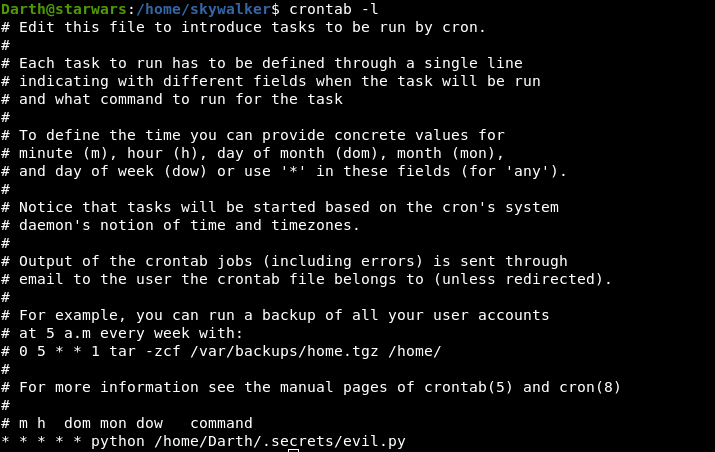 Darth@starwars:/home/skywalker$ crontab -l
# Edit this file to introduce tasks to be run by cron.
#
# Each task to run has to be defined through a single line
# indicating with different fields when the task will be run
# and what command to run for the task
#
# To define the time you can provide concrete values for
# minute (m), hour (h), day of month (dom), month (mon),
# and day of week (dow) or use '*' in these fields (for 'any').
#
# Notice that tasks will be started based on the cron's system
# daemon's notion of time and timezones.
#
# Output of the crontab jobs (including errors) is sent through
# email to the user the crontab file belongs to (unless redirected).
#
# For example, you can run a backup of all your user accounts
# at 5 a.m every week with:
# 0 5 * * 1 tar -zcf /var/backups/home.tgz /home/
#
# For more information see the manual pages of crontab(5) and cron(8)
#
# m h  dom mon dow   command
* * * * * python /home/Darth/.secrets/evil.py